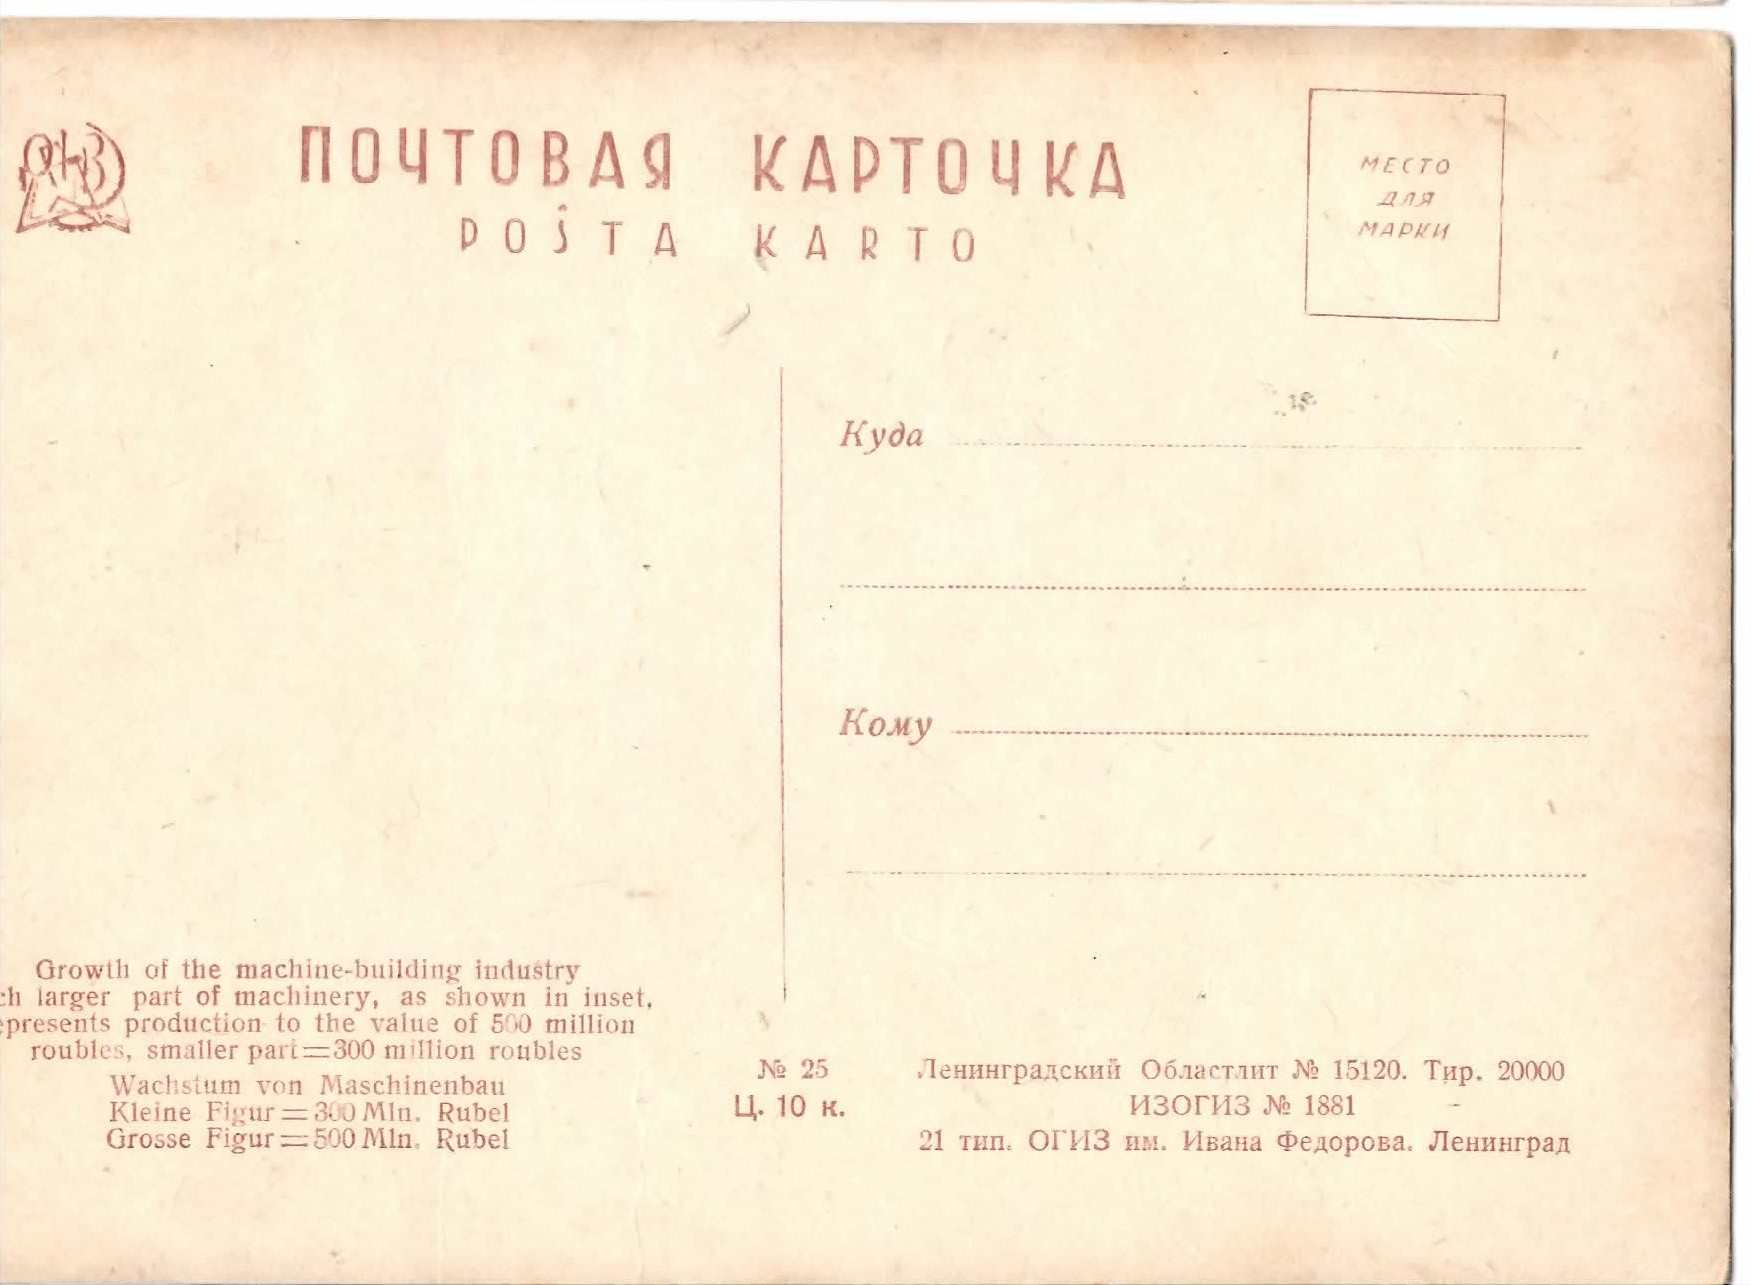 ПОЧТОВАЯ КАРТОЧКА
POŜTA KARTO
МЕСТО
ДЛЯ
МАРКИ
Куда
Кому
Growth of the machine-building industry
larger part of machinery, as shown in inset,
production to the value of 500 million
roubles, smaller part=300 million roubles
Wachstum von Maschinenbau
Kleine Figur=300 Mln. Rubel
Grosse Figur=500 Mln. Rubel
№ 25
Ц. 10 к.
Ленинградский Областлит № 15120. Тир. 20000
ИЗОГИЗ № 1881
21 тип. ОГИЗ им. Ивана Федорова. Ленинград